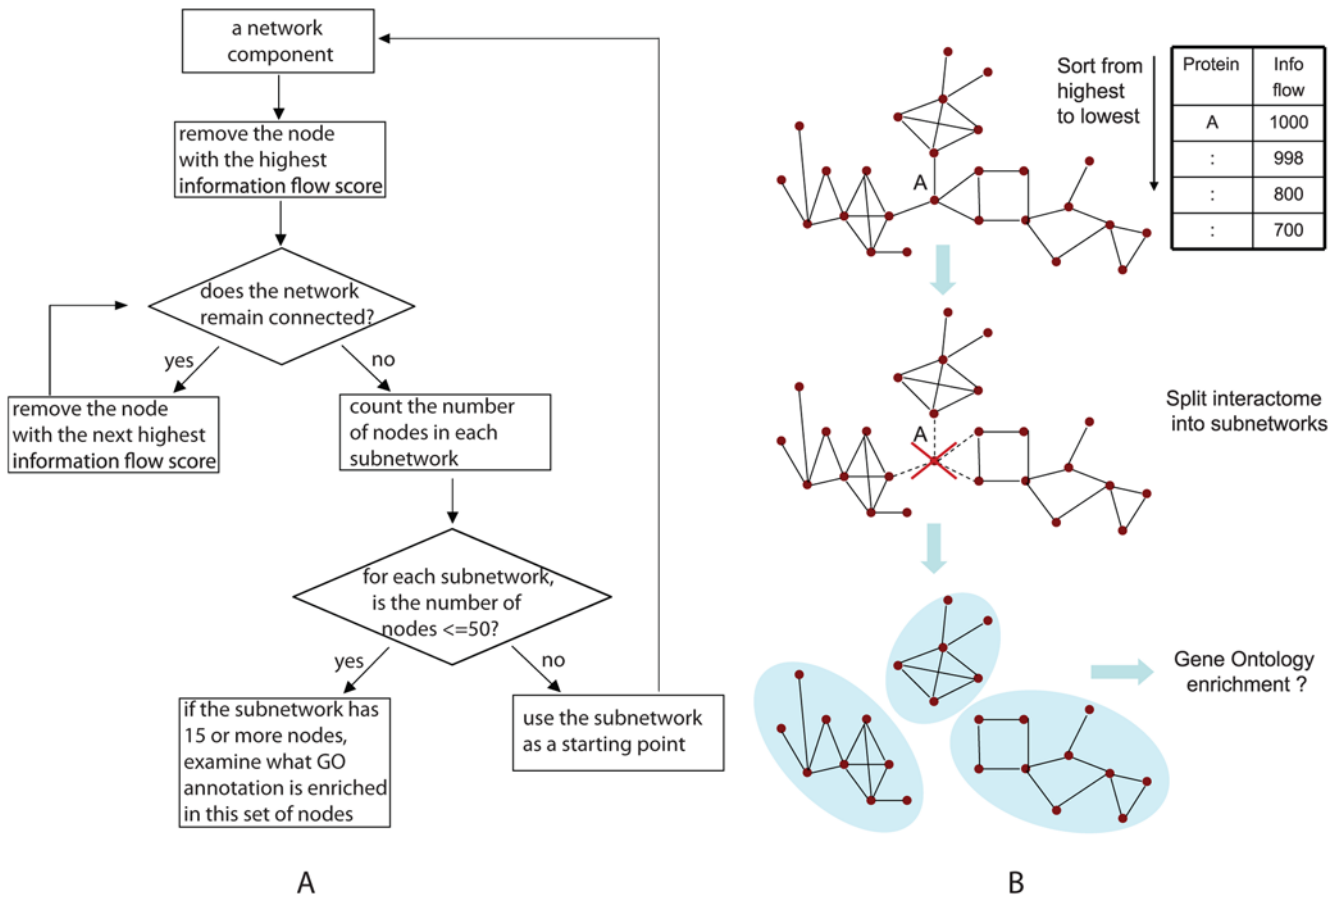 a network
component
remove the node
with the highest
information flow score
does the network
remain connected?
yes
no
remove the node
with the next highest
information flow score
count the number
of nodes in each
subnetwork
for each subnetwork,
is the number of
nodes <=50?
yes
no
if the subnetwork has
15 or more nodes,
examine what GO
annotation is enriched
in this set of nodes
use the subnetwork
as a starting point
A
A
Sort from
highest
to lowest
Protein Info
flow
A 1000
: 998
: 800
: 700
A
Split interactome
into subnetworks
Gene Ontology
enrichment ?
B